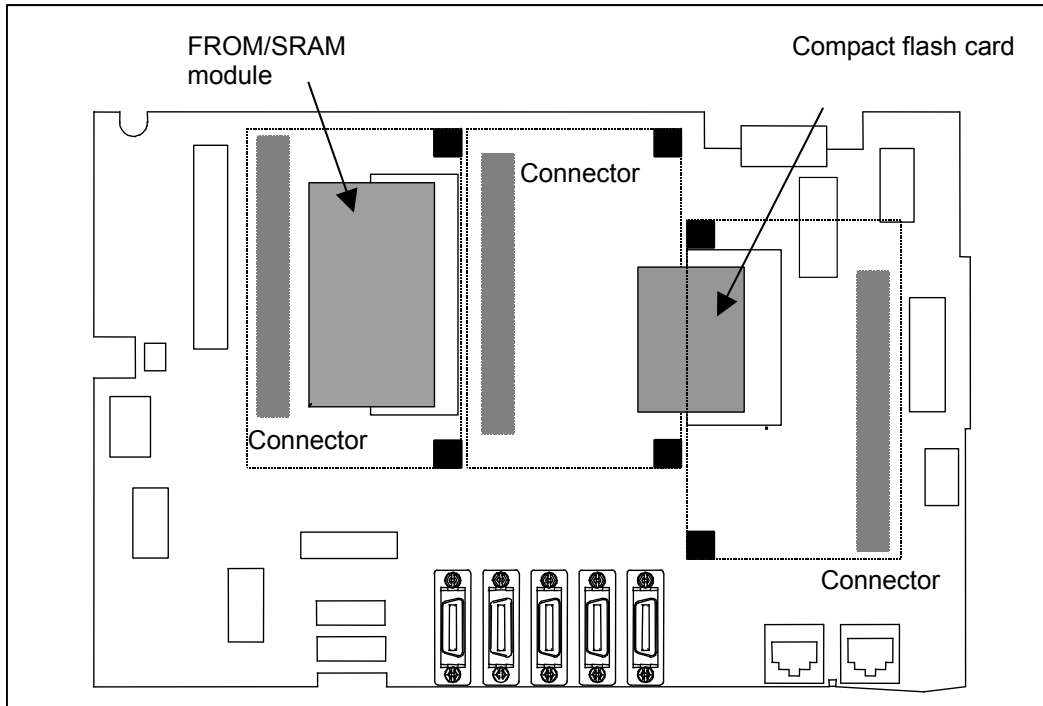 FROM/SRAM
module
Compact flash card
Connector
Connector
Connector